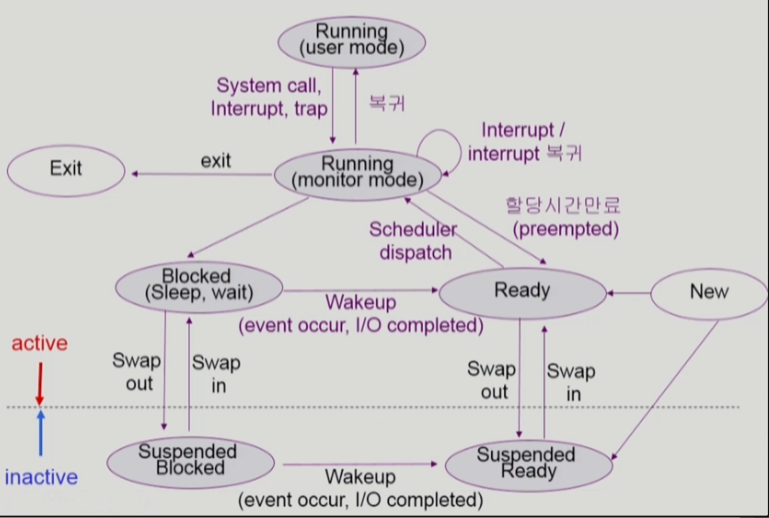 Running
(user mode)
System call,
Interrupt, trap
복귀
Interrupt /
interrupt 복귀
Exit
exit
Running
(monitor mode)
할당시간만료
(preempted)
Scheduler
dispatch
Blocked
(Sleep, wait)
Ready
New
Wakeup
(event occur, I/O completed)
active
Swap
out
Swap
in
Swap
out
Swap
in
inactive
Suspended
Blocked
Suspended
Ready
Wakeup
(event occur, I/O completed)